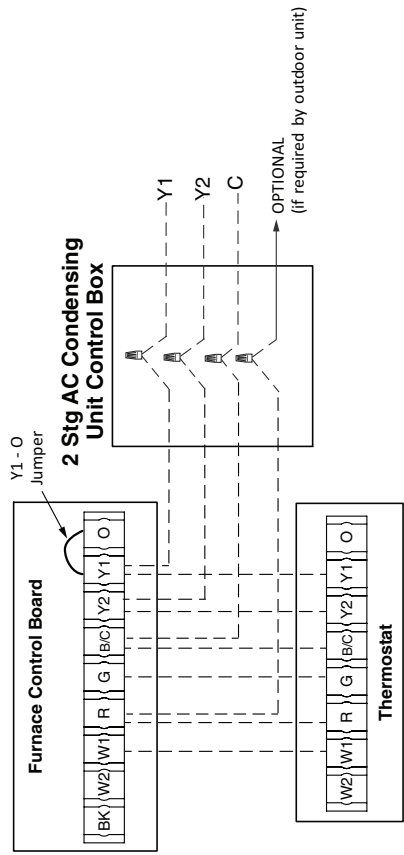 Y1 - O
Jumper
Furnace Control Board
BK W2 W1 R G B/C Y2 Y1 O
2 Stg AC Condensing
Unit Control Box
Y1
Y2
C
OPTIONAL
(if required by outdoor unit)
W2 W1 R G B/C Y2 Y1 O
Thermostat